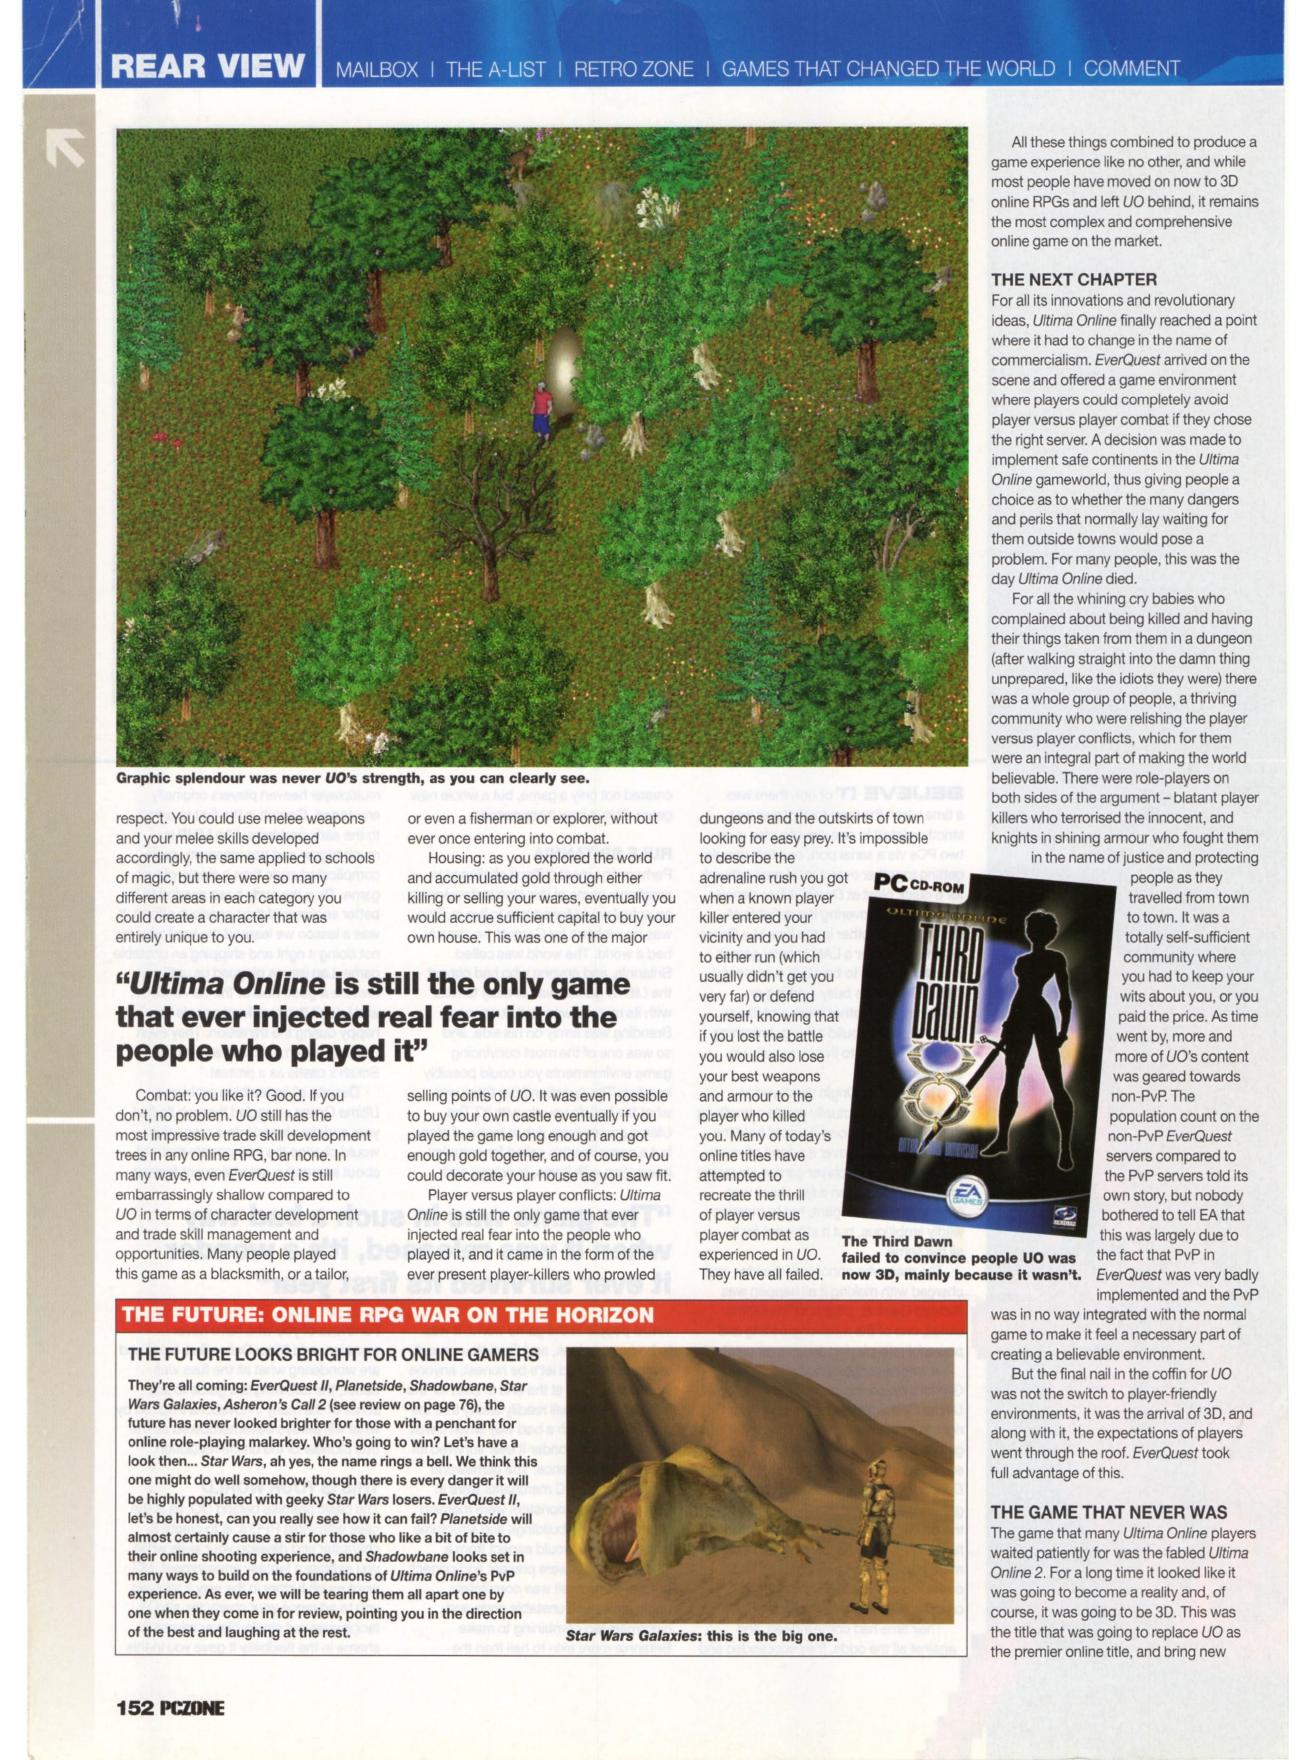 REAR VIEW
MAILBOX | THE A-LIST | RETRO ZONE | GAMES THAT CHANGED THE WORLD | COMMENT
Graphic splendour was never UO's strength, as you can clearly see.
respect. You could use melee weapons
and your melee skills developed
accordingly, the same applied to schools
of magic, but there were so many
different areas in each category you
could create a character that was
entirely unique to you.
"Ultima Online is still the only game
that ever injected real fear into the
people who played it"
Combat: you like it? Good. If you
don't, no problem. UO still has the
most impressive trade skill development
trees in any online RPG, bar none. In
many ways, even EverQuest is still
embarrassingly shallow compared to
UO in terms of character development
and trade skill management and
opportunities. Many people played
this game as a blacksmith, or a tailor,
or even a fisherman or explorer, without
ever once entering into combat.
Housing: as you explored the world
and accumulated gold through either
killing or selling your wares, eventually you
would accrue sufficient capital to buy your
own house. This was one of the major
selling points of UO. It was even possible
to buy your own castle eventually if you
played the game long enough and got
enough gold together, and of course, you
could decorate your house as you saw fit.
Player versus player conflicts: Ultima
Online is still the only game that ever
injected real fear into the people who
played it, and it came in the form of the
ever present player-killers who prowled
dungeons and the outskirts of town
looking for easy prey. It's impossible
to describe the
adrenaline rush you got
when a known player
killer entered your
vicinity and you had
to either run (which
usually didn't get you
very far) or defend
yourself, knowing that
if you lost the battle
you would also lose
your best weapons
and armour to the
player who killed
you. Many of today's
online titles have
attempted to
recreate the thrill
of player versus
player combat as
experienced in UO.
They have all failed.
PC CD-ROM
ULTIMA ONLINE
THIRD
DAWN
ENTER A NEW DIMENSION
EA
GAMES
The Third Dawn
failed to convince people UO was
now 3D, mainly because it wasn't.
All these things combined to produce a
game experience like no other, and while
most people have moved on now to 3D
online RPGs and left UO behind, it remains
the most complex and comprehensive
online game on the market.
THE NEXT CHAPTER
For all its innovations and revolutionary
ideas, Ultima Online finally reached a point
where it had to change in the name of
commercialism. EverQuest arrived on the
scene and offered a game environment
where players could completely avoid
player versus player combat if they chose
the right server. A decision was made to
implement safe continents in the Ultima
Online gameworld, thus giving people a
choice as to whether the many dangers
and perils that normally lay waiting for
them outside towns would pose a
problem. For many people, this was the
day Ultima Online died.
For all the whining cry babies who
complained about being killed and having
their things taken from them in a dungeon
(after walking straight into the damn thing
unprepared, like the idiots they were) there
was a whole group of people, a thriving
community who were relishing the player
versus player conflicts, which for them
were an integral part of making the world
believable. There were role-players on
both sides of the argument – blatant player
killers who terrorised the innocent, and
knights in shining armour who fought them
in the name of justice and protecting
people as they
travelled from town
to town. It was a
totally self-sufficient
community where
you had to keep your
wits about you, or you
paid the price. As time
went by, more and
more of UO's content
was geared towards
non-PvP. The
population count on the
non-PvP EverQuest
servers compared to
the PvP servers told its
own story, but nobody
bothered to tell EA that
this was largely due to
the fact that PvP in
EverQuest was very badly
implemented and the PvP
was in no way integrated with the normal
game to make it feel a necessary part of
creating a believable environment.
But the final nail in the coffin for UO
was not the switch to player-friendly
environments, it was the arrival of 3D, and
along with it, the expectations of players
went through the roof. EverQuest took
full advantage of this.
THE GAME THAT NEVER WAS
The game that many Ultima Online players
waited patiently for was the fabled Ultima
Online 2. For a long time it looked like it
was going to become a reality and, of
course, it was going to be 3D. This was
the title that was going to replace UO as
the premier online title, and bring new
THE FUTURE: ONLINE RPG WAR ON THE HORIZON
THE FUTURE LOOKS BRIGHT FOR ONLINE GAMERS
They're all coming: EverQuest II, Planetside, Shadowbane, Star
Wars Galaxies, Asheron's Call 2 (see review on page 76), the
future has never looked brighter for those with a penchant for
online role-playing malarkey. Who's going to win? Let's have a
look then... Star Wars, ah yes, the name rings a bell. We think this
one might do well somehow, though there is every danger it will
be highly populated with geeky Star Wars losers. EverQuest II,
let's be honest, can you really see how it can fail? Planetside will
almost certainly cause a stir for those who like a bit of bite to
their online shooting experience, and Shadowbane looks set in
many ways to build on the foundations of Ultima Online's PvP
experience. As ever, we will be tearing them all apart one by
one when they come in for review, pointing you in the direction
of the best and laughing at the rest.
Star Wars Galaxies: this is the big one.
152 PCZONE